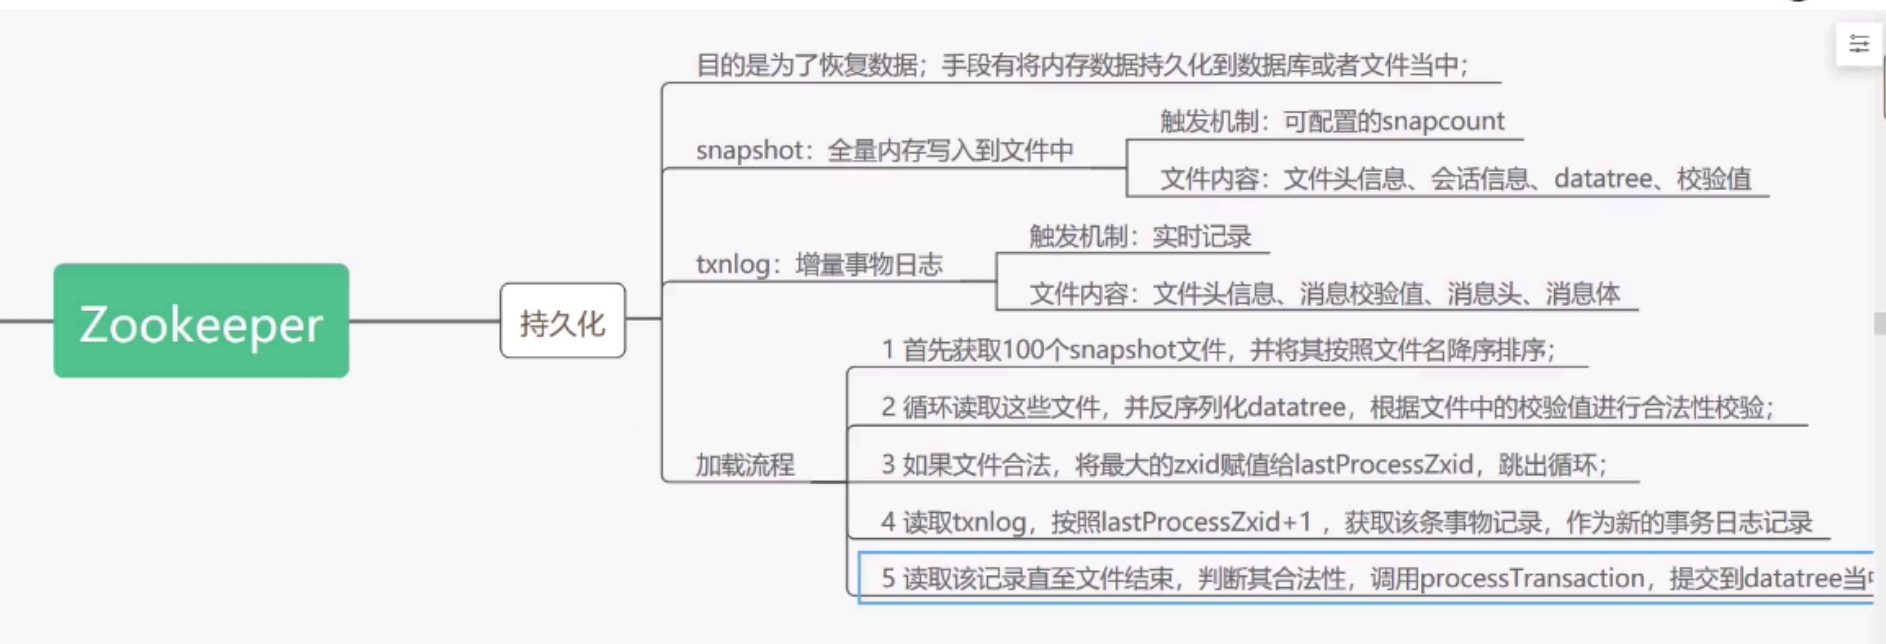 目的是为了恢复数据；手段有将内存数据持久化到数据库或者文件当中；
触发机制：可配置的snapcount
snapshot：全量内存写入到文件中
文件内容：文件头信息、会话信息、datatree、校验值
触发机制：实时记录
txnlog：增量事物日志
文件内容：文件头信息、消息校验值、消息头、消息体
Zookeeper
持久化
1 首先获取100个snapshot文件，并将其按照文件名降序排序；
2 循环读取这些文件，并反序列化datatree，根据文件中的校验值进行合法性校验；
加载流程
3 如果文件合法，将最大的zxid赋值给lastProcessZxid，跳出循环；
4 读取txnlog，按照lastProcessZxid+1 ，获取该条事物记录，作为新的事务日志记录
5 读取该记录直至文件结束，判断其合法性，调用processTransaction，提交到datatree当